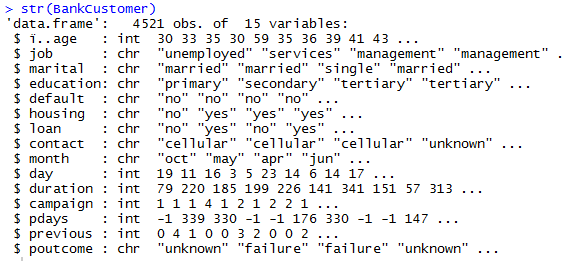 > str(BankCustomer)
'data.frame':   4521 obs. of  15 variables:
 $ ï..age   : int  30 33 35 30 59 35 36 39 41 43 ...
 $ job      : chr  "unemployed" "services" "management" "management" .
 $ marital  : chr  "married" "married" "single" "married" ...
 $ education: chr  "primary" "secondary" "tertiary" "tertiary" ...
 $ default  : chr  "no" "no" "no" "no" ...
 $ housing  : chr  "no" "yes" "yes" "yes" ...
 $ loan     : chr  "no" "yes" "no" "yes" ...
 $ contact  : chr  "cellular" "cellular" "cellular" "unknown" ...
 $ month    : chr  "oct" "may" "apr" "jun" ...
 $ day      : int  19 11 16 3 5 23 14 6 14 17 ...
 $ duration : int  79 220 185 199 226 141 341 151 57 313 ...
 $ campaign : int  1 1 1 4 1 2 1 2 2 1 ...
 $ pdays    : int  -1 339 330 -1 -1 176 330 -1 -1 147 ...
 $ previous : int  0 4 1 0 0 3 2 0 0 2 ...
 $ poutcome : chr  "unknown" "failure" "failure" "unknown" ...